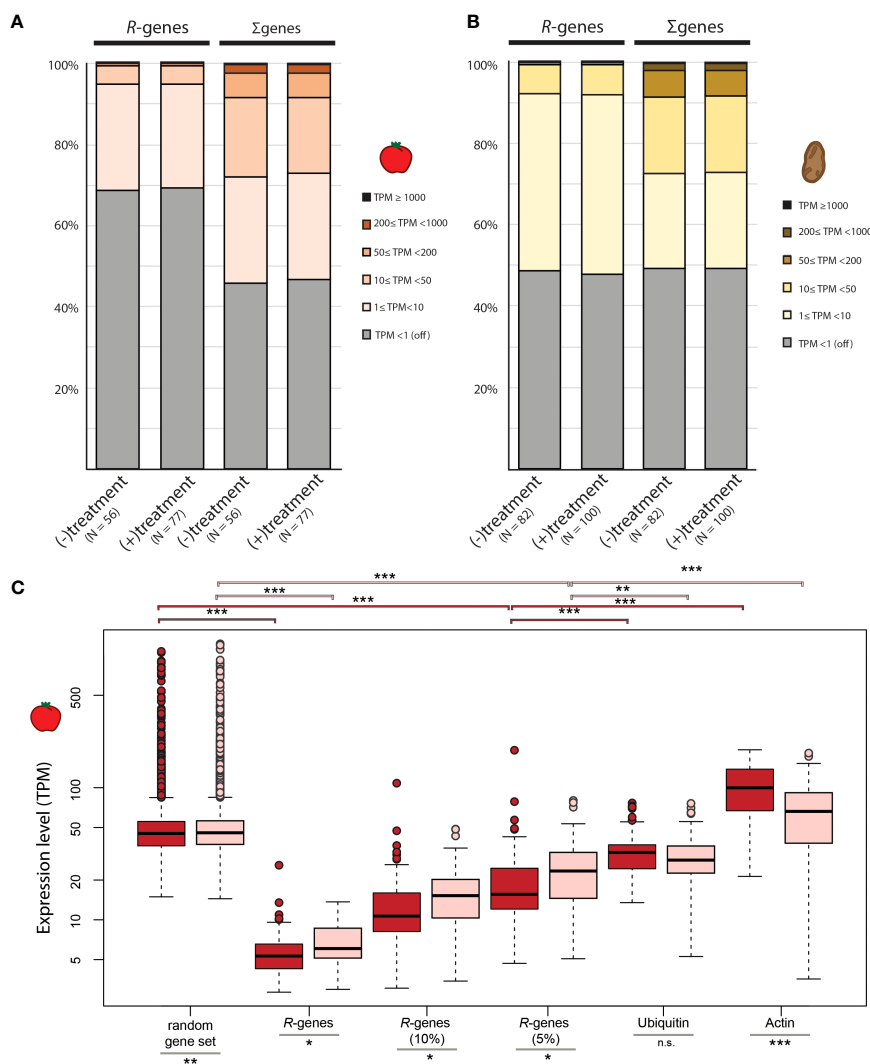 A
R-genes
Σgenes
100%
80%
60%
40%
20%
TPM ≥ 1000
200≤ TPM <1000
50≤ TPM <200
10≤ TPM <50
1≤ TPM<10
TPM <1 (off)
(-)treatment
(N = 56)
(+)treatment
(N = 77)
(-)treatment
(N = 56)
(+)treatment
(N = 77)
B
R-genes
Σgenes
100%
80%
60%
40%
20%
TPM ≥1000
200≤ TPM <1000
50≤ TPM <200
10≤ TPM <50
1≤ TPM <10
TPM <1 (off)
(-)treatment
(N = 82)
(+)treatment
(N = 100)
(-)treatment
(N = 82)
(+)treatment
(N = 100)
C
*** ***
*** **
*** ***
*** ***
Expression level (TPM)
500
100
50
20
10
5
random
gene set
**
R-genes
*
R-genes
(10%)
*
R-genes
(5%)
*
Ubiquitin
n.s.
Actin
***